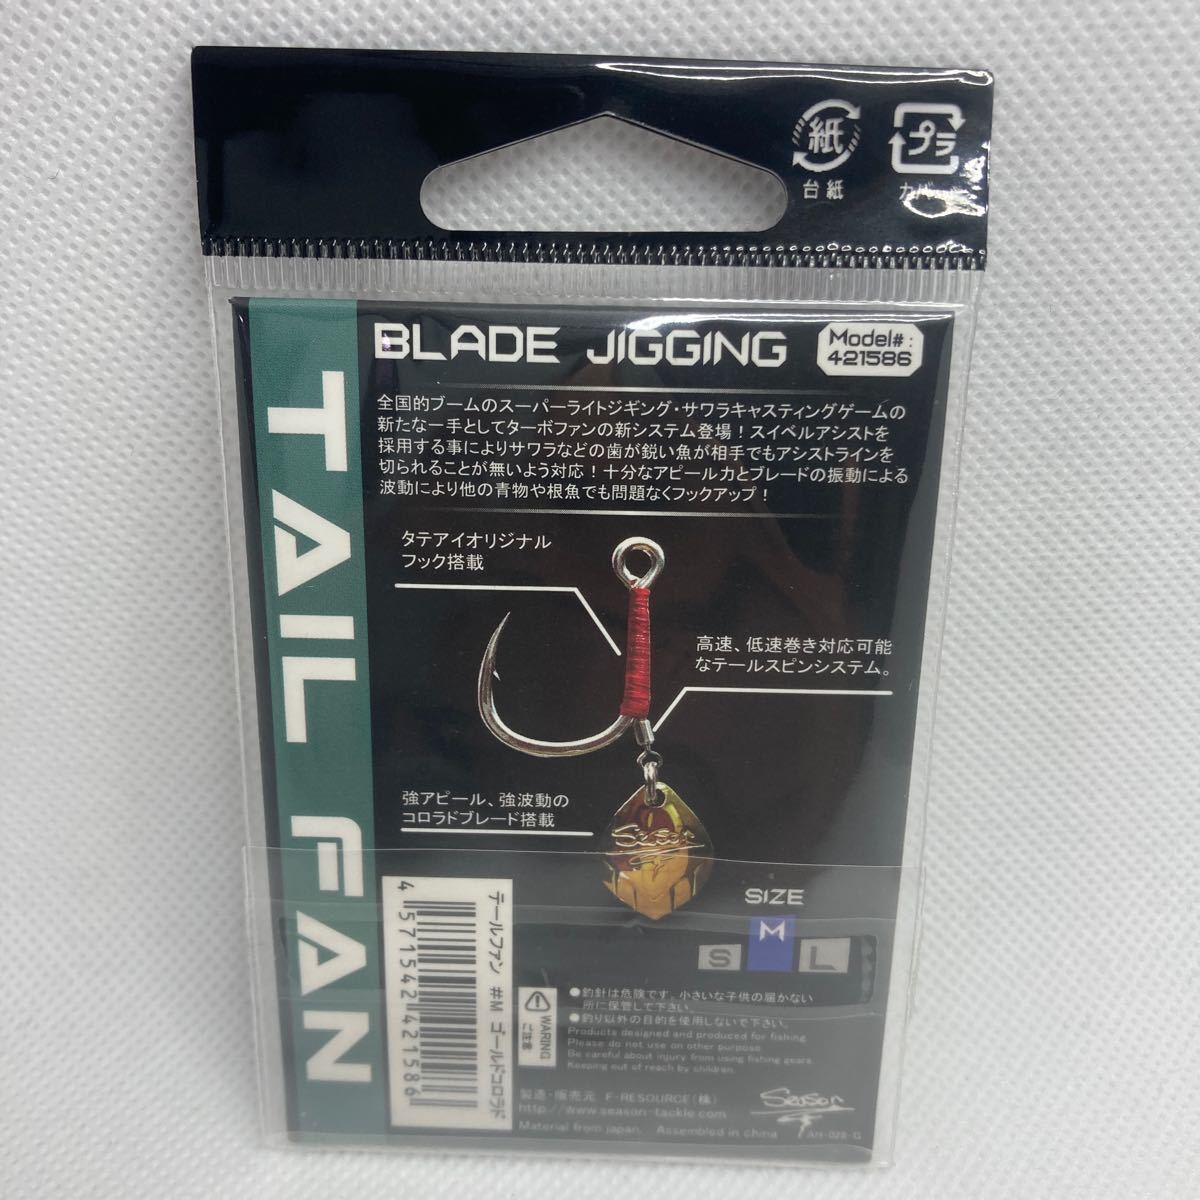 紙
台紙
プラ
TAIL FAN
BLADE JIGGING
Model#:
421586
全国的ブームのスーパーライトジギング・サワラキャスティングゲームの
新たな一手としてターボファンの新システム登場！スイベルアシストを
採用する事によりサワラなどの歯が鋭い魚が相手でもアシストラインを
切られることが無いよう対応！十分なアピール力とブレードの振動による
波動により他の青物や根魚でも問題なくフックアップ！
タテアイオリジナル
フック搭載
高速、低速巻き対応可能
なテールスピンシステム。
強アピール、強波動の
コロラドブレード搭載
Season
SIZE
S M L
テールファン #M ゴールドコロラド
4571542421586
WARING
ご注意
●釣針は危険です。小さいな子供の届かない
所に保管して下さい。
●釣り以外の目的を使用しないで下さい。
Products designed and produced for fishing.
Please do not use on other purpose.
Be careful about injury from using fishing gears.
Keeping out of reach by children.
製造・販売元 F-RESOURCE(株)
http://www.season-tackle.com
Material from japan. Assembled in china
Season
AH-028-G